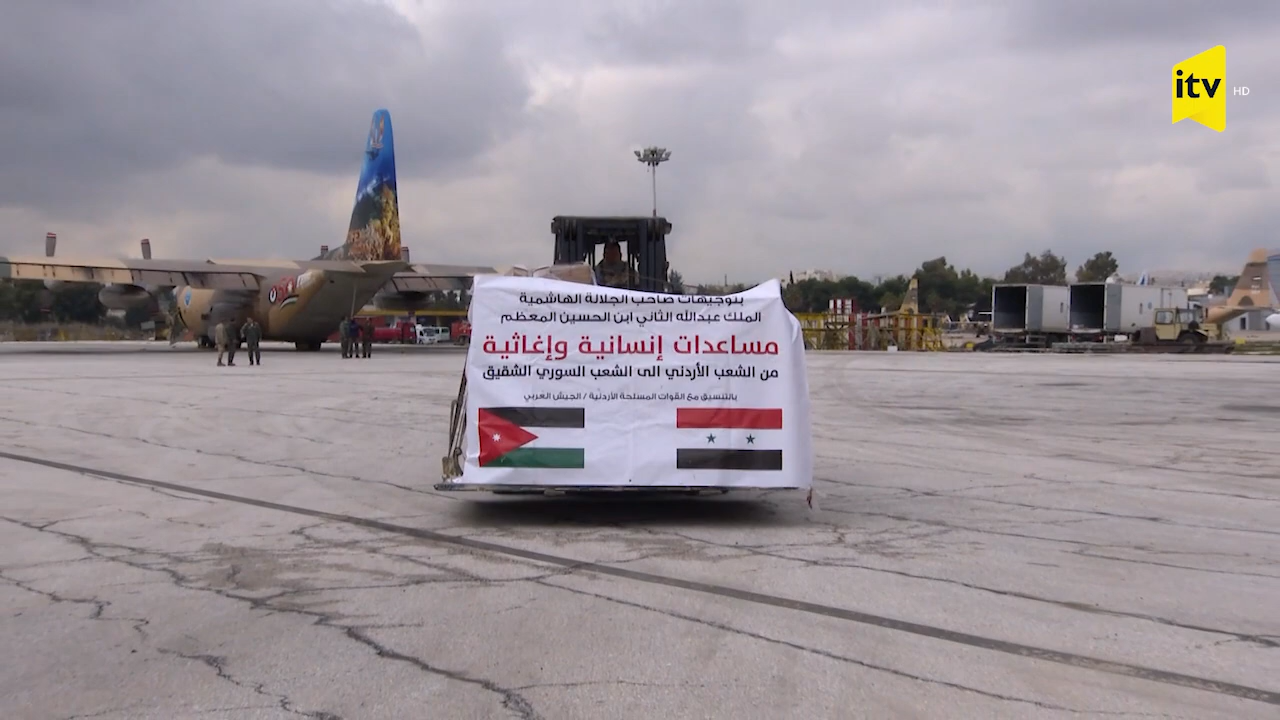 بتوجيهات صاحب الجلالة الهاشمية
الملك عبدالله الثاني ابن الحسين المعظم
مساعدات إنسانية وإغاثية
من الشعب الأردني الى الشعب السوري الشقيق
بالتنسيق مع القوات المسلحة الأردنية / الجيش العربي
itv HD